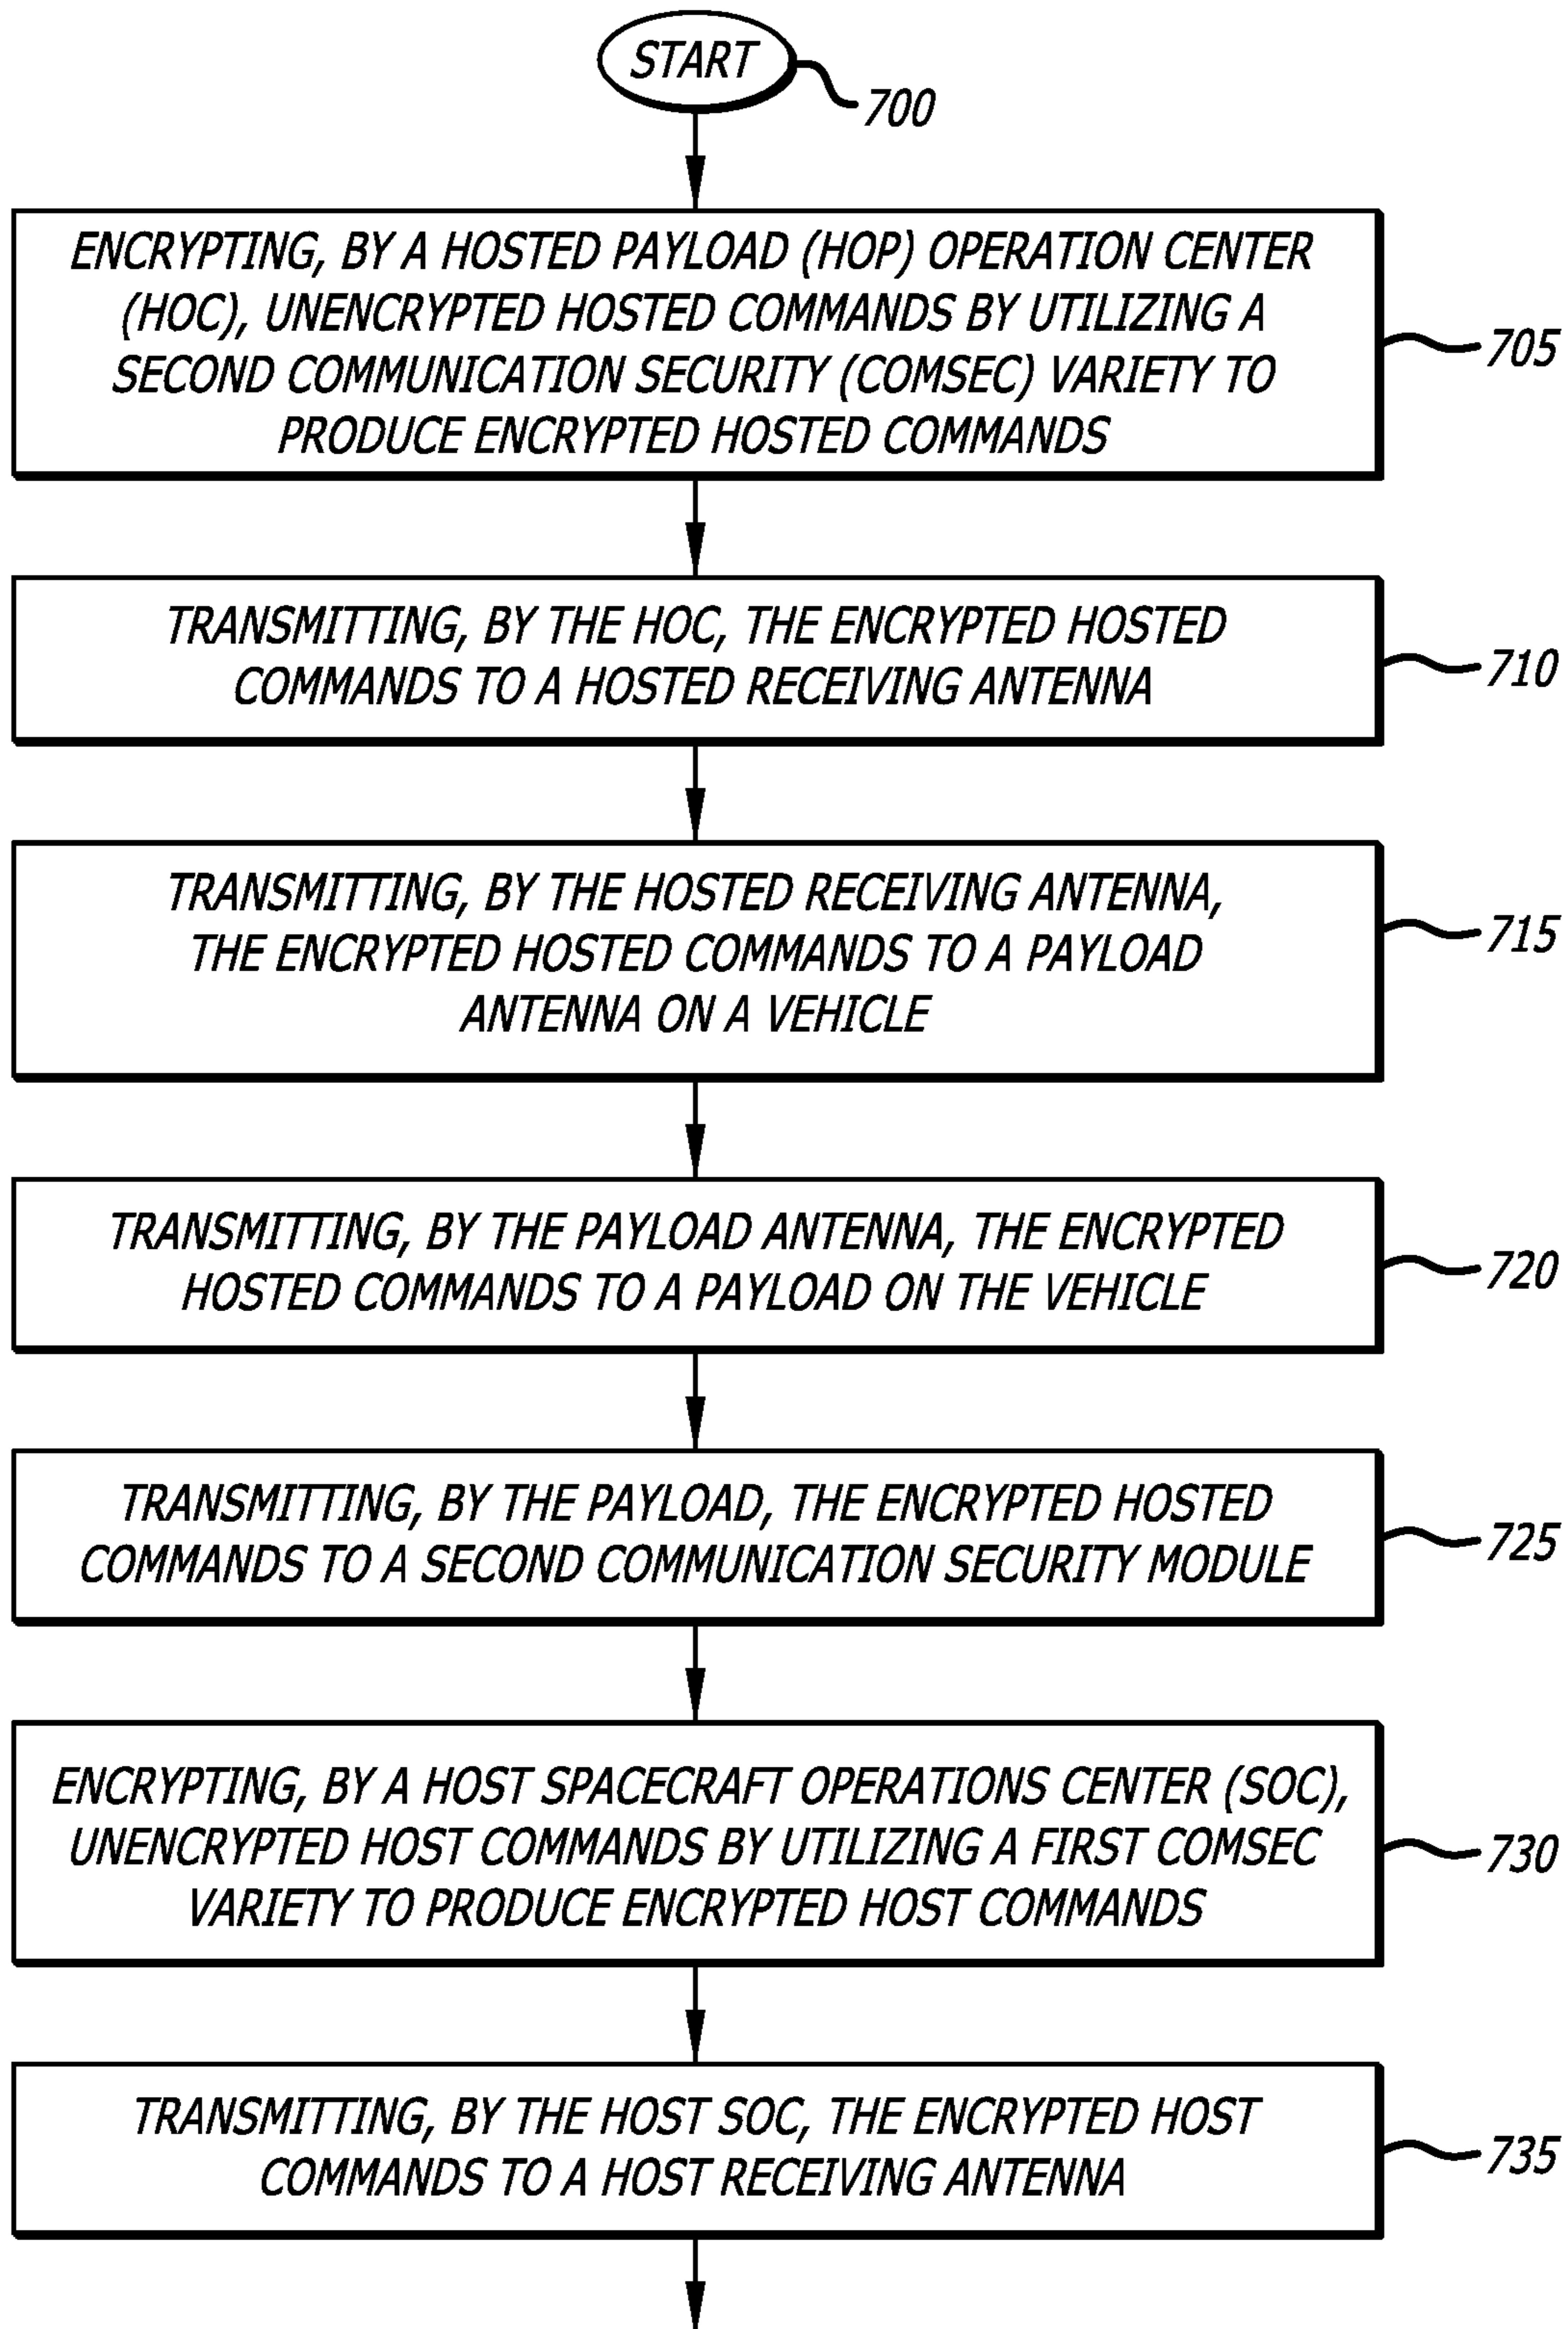 START
700
ENCRYPTING, BY A HOSTED PAYLOAD (HOP) OPERATION CENTER
(HOC), UNENCRYPTED HOSTED COMMANDS BY UTILIZING A
SECOND COMMUNICATION SECURITY (COMSEC) VARIETY TO
PRODUCE ENCRYPTED HOSTED COMMANDS
705
TRANSMITTING, BY THE HOC, THE ENCRYPTED HOSTED
COMMANDS TO A HOSTED RECEIVING ANTENNA
710
TRANSMITTING, BY THE HOSTED RECEIVING ANTENNA,
THE ENCRYPTED HOSTED COMMANDS TO A PAYLOAD
ANTENNA ON A VEHICLE
715
TRANSMITTING, BY THE PAYLOAD ANTENNA, THE ENCRYPTED
HOSTED COMMANDS TO A PAYLOAD ON THE VEHICLE
720
TRANSMITTING, BY THE PAYLOAD, THE ENCRYPTED HOSTED
COMMANDS TO A SECOND COMMUNICATION SECURITY MODULE
725
ENCRYPTING, BY A HOST SPACECRAFT OPERATIONS CENTER (SOC),
UNENCRYPTED HOST COMMANDS BY UTILIZING A FIRST COMSEC
VARIETY TO PRODUCE ENCRYPTED HOST COMMANDS
730
TRANSMITTING, BY THE HOST SOC, THE ENCRYPTED HOST
COMMANDS TO A HOST RECEIVING ANTENNA
735